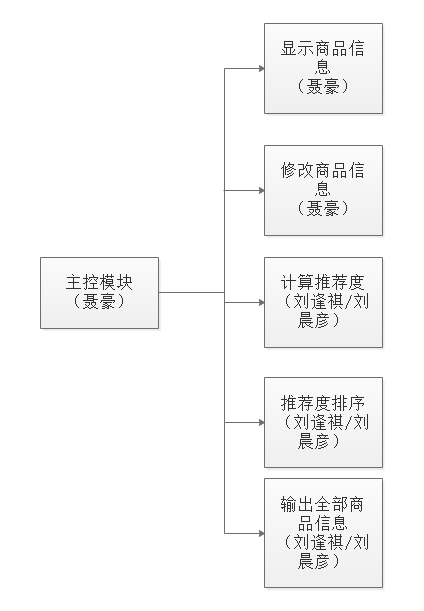 显示商品信
息
（聂豪）
修改商品信
息
（聂豪）
主控模块
（聂豪）
计算推荐度
（刘逢祺/刘
晨彦）
推荐度排序
（刘逢祺/刘
晨彦）
输出全部商
品信息
（刘逢祺/刘
晨彦）